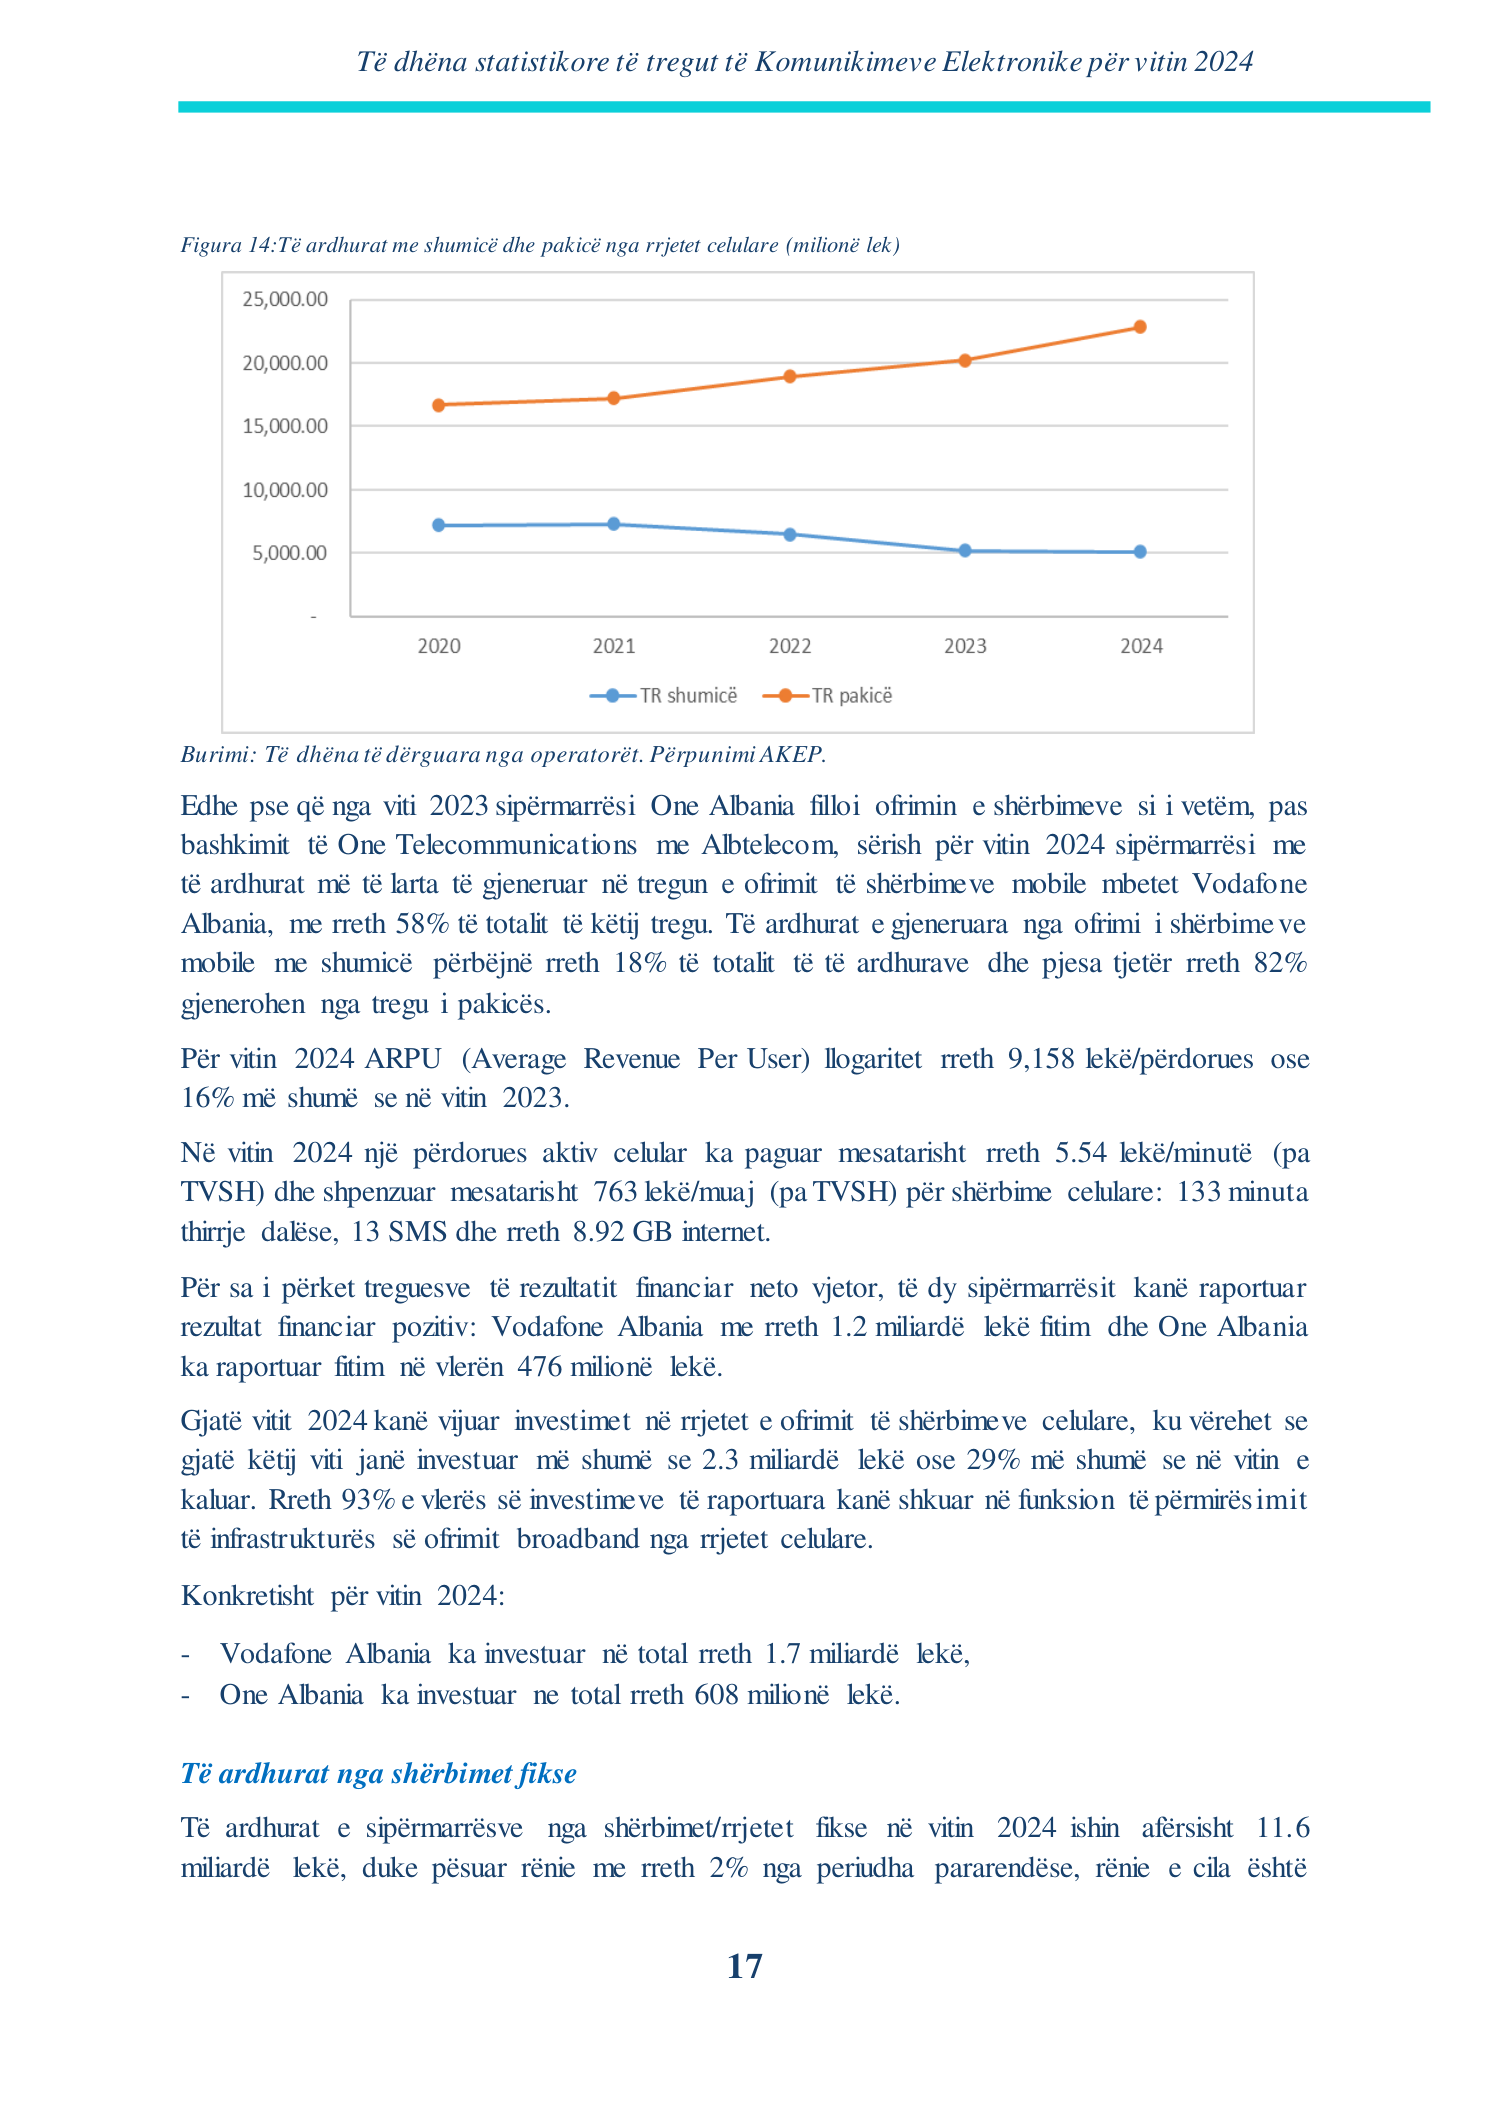 Të dhëna statistikore të tregut të Komunikimeve Elektronike për vitin 2024
Figura 14:Të ardhurat me shumicë dhe pakicë nga rrjetet celulare (milionë lek)
25,000.00
20,000.00
15,000.00
10,000.00
5,000.00
-
2020 2021 2022 2023 2024
TR shumicë TR pakicë
Burimi: Të dhëna të dërguara nga operatorët. Përpunimi AKEP.
Edhe pse që nga viti 2023 sipërmarrësi One Albania filloi ofrimin e shërbimeve si i vetëm, pas
bashkimit të One Telecommunications me Albtelecom, sërish për vitin 2024 sipërmarrësi me
të ardhurat më të larta të gjeneruar në tregun e ofrimit të shërbimeve mobile mbetet Vodafone
Albania, me rreth 58% të totalit të këtij tregu. Të ardhurat e gjeneruara nga ofrimi i shërbimeve
mobile me shumicë përbëjnë rreth 18% të totalit të të ardhurave dhe pjesa tjetër rreth 82%
gjenerohen nga tregu i pakicës.
Për vitin 2024 ARPU (Average Revenue Per User) llogaritet rreth 9,158 lekë/përdorues ose
16% më shumë se në vitin 2023.
Në vitin 2024 një përdorues aktiv celular ka paguar mesatarisht rreth 5.54 lekë/minutë (pa
TVSH) dhe shpenzuar mesatarisht 763 lekë/muaj (pa TVSH) për shërbime celulare: 133 minuta
thirrje dalëse, 13 SMS dhe rreth 8.92 GB internet.
Për sa i përket treguesve të rezultatit financiar neto vjetor, të dy sipërmarrësit kanë raportuar
rezultat financiar pozitiv: Vodafone Albania me rreth 1.2 miliardë lekë fitim dhe One Albania
ka raportuar fitim në vlerën 476 milionë lekë.
Gjatë vitit 2024 kanë vijuar investimet në rrjetet e ofrimit të shërbimeve celulare, ku vërehet se
gjatë këtij viti janë investuar më shumë se 2.3 miliardë lekë ose 29% më shumë se në vitin e
kaluar. Rreth 93% e vlerës së investimeve të raportuara kanë shkuar në funksion të përmirësimit
të infrastrukturës së ofrimit broadband nga rrjetet celulare.
Konkretisht për vitin 2024:
- Vodafone Albania ka investuar në total rreth 1.7 miliardë lekë,
- One Albania ka investuar ne total rreth 608 milionë lekë.
Të ardhurat nga shërbimet fikse
Të ardhurat e sipërmarrësve nga shërbimet/rrjetet fikse në vitin 2024 ishin afërsisht 11.6
miliardë lekë, duke pësuar rënie me rreth 2% nga periudha pararendëse, rënie e cila është
17